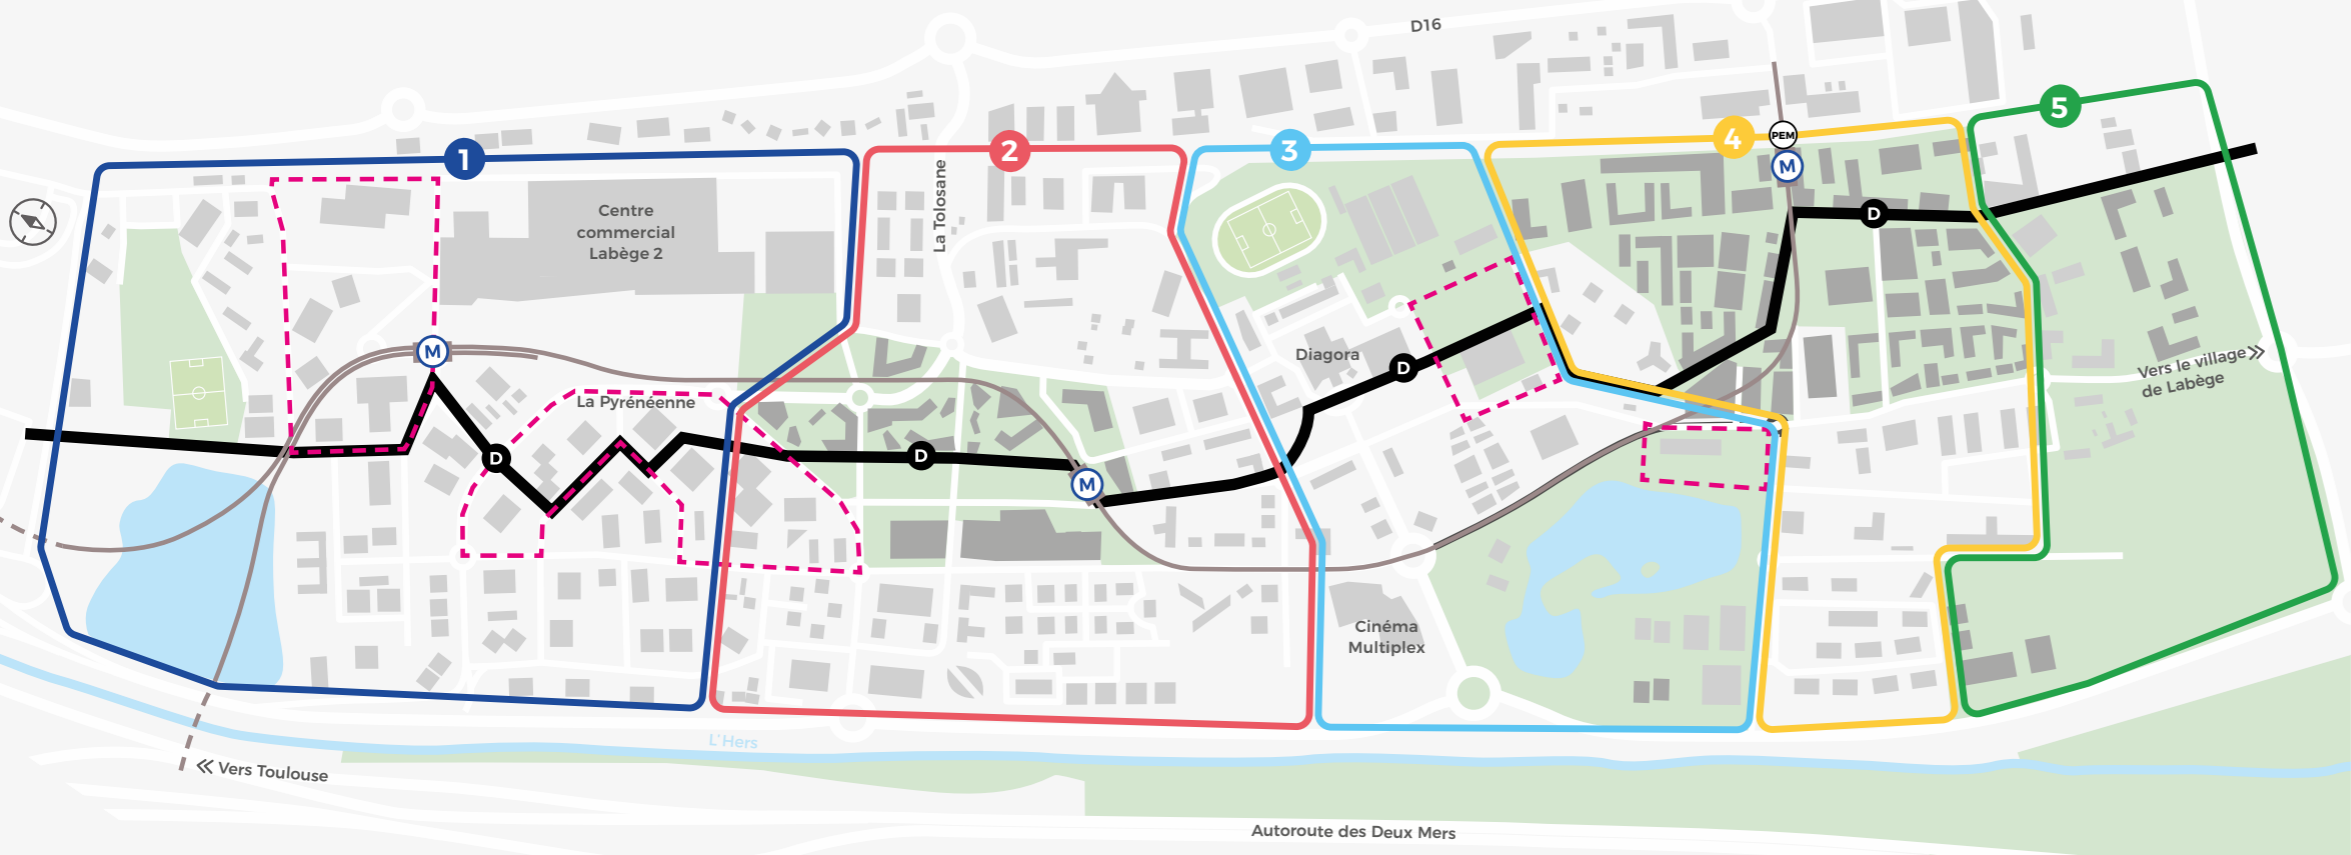 D16
5
1
2
3
4
PEM
M
La Tolosane
Centre
commercial
Labège 2
D
M
Diagora
D
Vers le village
de Labège
La Pyrénéenne
D
D
M
Cinéma
Multiplex
L'Hers
Vers Toulouse
Autoroute des Deux Mers